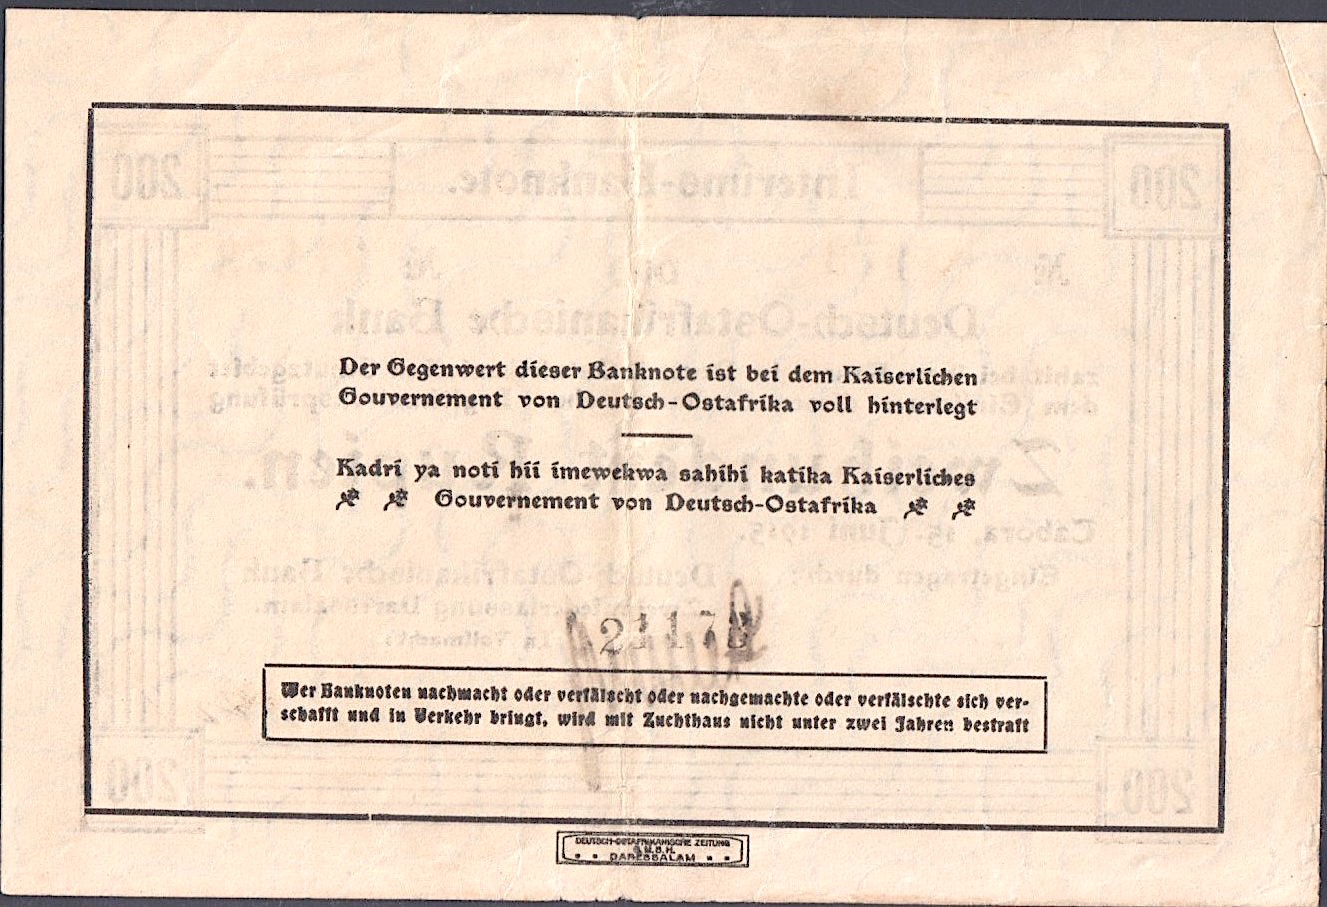 Der Gegenwert dieser Banknote ist bei dem Kaiserlichen
Gouvernement von Deutsch-Ostafrika voll hinterlegt
Kadri ya noti hii imewekwa sahihi katika Kaiserliches
Gouvernement von Deutsch-Ostafrika
Wer Banknoten nachmacht oder verfälscht oder nachgemachte oder verfälschte sich ver-
schafft und in Verkehr bringt, wird mit Zuchthaus nicht unter zwei Jahren bestraft
DEUTSCH-OSTAFRIKANISCHE ZEITUNG
G.M.B.H.
DARESSALAM